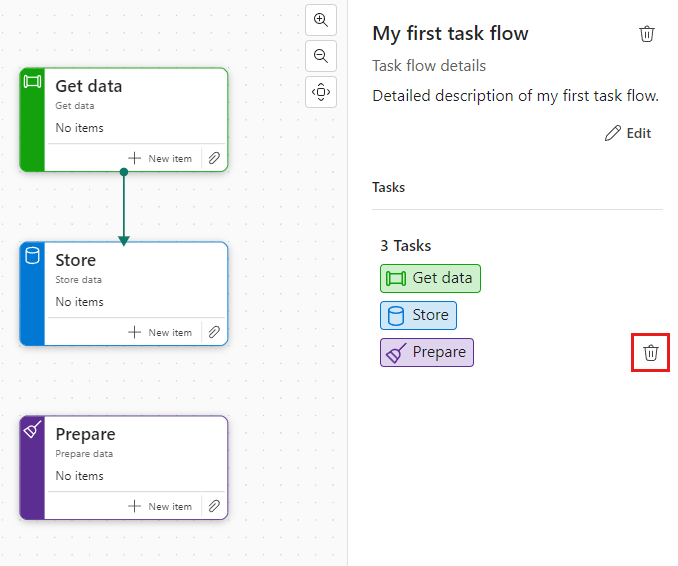 Get data
Get data
No items
New item
Store
Store data
No items
New item
Prepare
Prepare data
No items
New item
My first task flow
Task flow details
Detailed description of my first task flow.
Edit
Tasks
3 Tasks
Get data
Store
Prepare